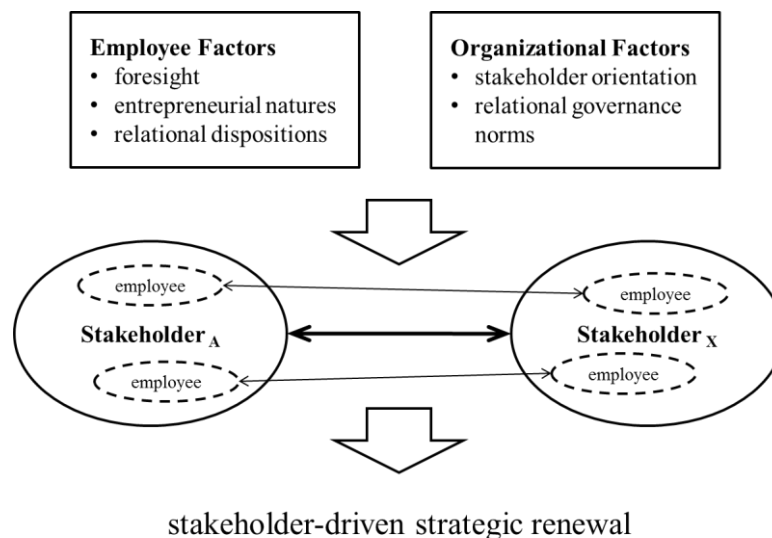 Employee Factors
• foresight
• entrepreneurial natures
• relational dispositions
Organizational Factors
• stakeholder orientation
• relational governance
norms
employee
Stakeholder A
employee
employee
Stakeholder X
employee
stakeholder-driven strategic renewal